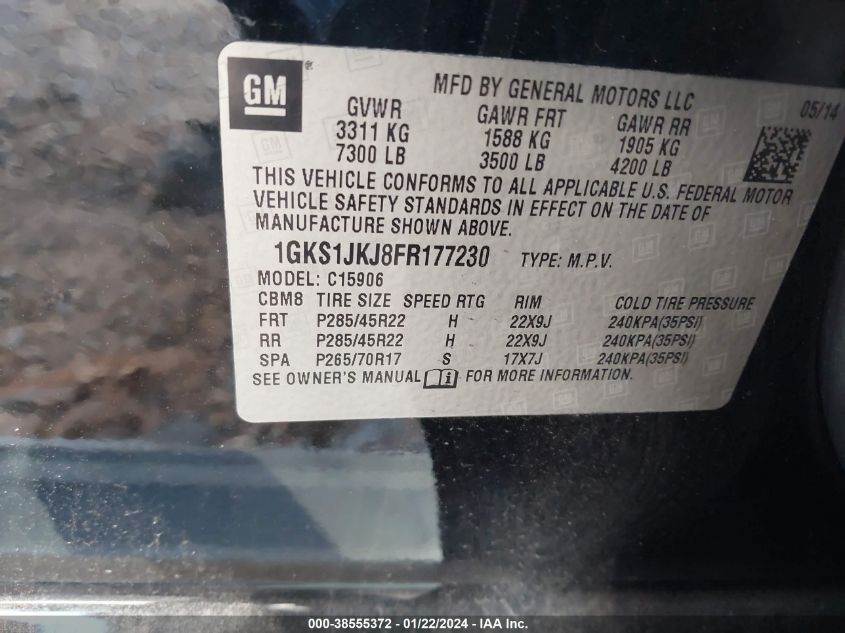 GM®
MFD BY GENERAL MOTORS LLC
05/14
GVWR GAWR FRT GAWR RR
3311 KG 1588 KG 1905 KG
7300 LB 3500 LB 4200 LB
THIS VEHICLE CONFORMS TO ALL APPLICABLE U.S. FEDERAL MOTOR
VEHICLE SAFETY STANDARDS IN EFFECT ON THE DATE OF
MANUFACTURE SHOWN ABOVE.
1GKS1JKJ8FR177230 TYPE: M.P.V.
MODEL: C15906
CBM8 TIRE SIZE SPEED RTG RIM COLD TIRE PRESSURE
FRT P285/45R22 H 22X9J 240KPA(35PSI)
RR P285/45R22 H 22X9J 240KPA(35PSI)
SPA P265/70R17 S 17X7J 240KPA(35PSI)
SEE OWNER'S MANUAL i FOR MORE INFORMATION.
000-38555372 - 01/22/2024 - IAA Inc.